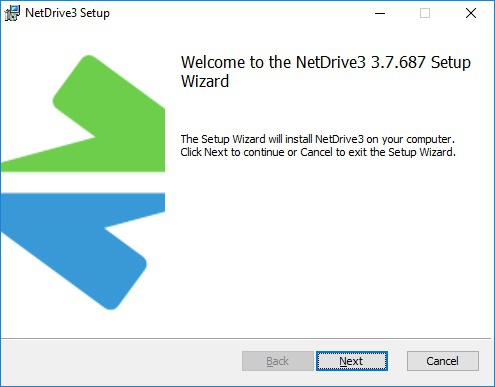 NetDrive3 Setup
Welcome to the NetDrive3 3.7.687 Setup
Wizard
The Setup Wizard will install NetDrive3 on your computer.
Click Next to continue or Cancel to exit the Setup Wizard.
Back
Next
Cancel